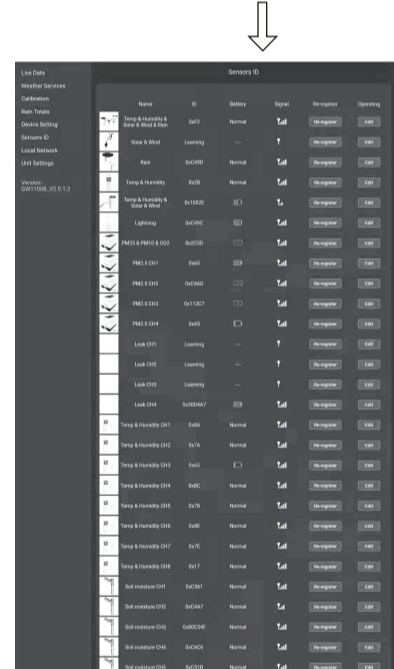 Sensors ID
Live Data
Weather Services
Calibration
Rain Totals
Device Setting
Sensors ID
Local Network
Unit Settings
Version:
GW1100B_V2.0.1.2
Name ID Battery Signal Re-register Operating
Temp & Humidity & Solar & Wind & Rain 0xF2 Normal Re-register Edit
Solar & Wind Learning --- Re-register Edit
Rain 0xC49D Normal Re-register Edit
Temp & Humidity 0x2B Normal Re-register Edit
Temp & Humidity & Solar & Wind 0x1002E Re-register Edit
Lightning 0xC49C Re-register Edit
PM25 & PM10 & CO2 0x2C5D Re-register Edit
PM2.5 CH1 0x65 Re-register Edit
PM2.5 CH2 Re-register Edit
PM2.5 CH3 0x113C7 Re-register Edit
PM2.5 CH4 0xA5 Re-register Edit
Leak CH1 Learning --- Re-register Edit
Leak CH2 Learning --- Re-register Edit
Leak CH3 Learning --- Re-register Edit
Leak CH4 0x30D4A7 Re-register Edit
Temp & Humidity CH1 0x8A Normal Re-register Edit
Temp & Humidity CH2 0x7A Normal Re-register Edit
Temp & Humidity CH3 0x65 Re-register Edit
Temp & Humidity CH4 0xBC Normal Re-register Edit
Temp & Humidity CH5 0x78 Normal Re-register Edit
Temp & Humidity CH6 0x8E Normal Re-register Edit
Temp & Humidity CH7 0x7E Normal Re-register Edit
Temp & Humidity CH8 0x17 Normal Re-register Edit
Soil moisture CH1 0xC561 Normal Re-register Edit
Soil moisture CH2 0xC4A7 Normal Re-register Edit
Soil moisture CH3 Normal Re-register Edit
Soil moisture CH4 Normal Re-register Edit
Soil moisture CH5 0xC51B Normal Re-register Edit